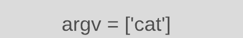 argv = ['cat']